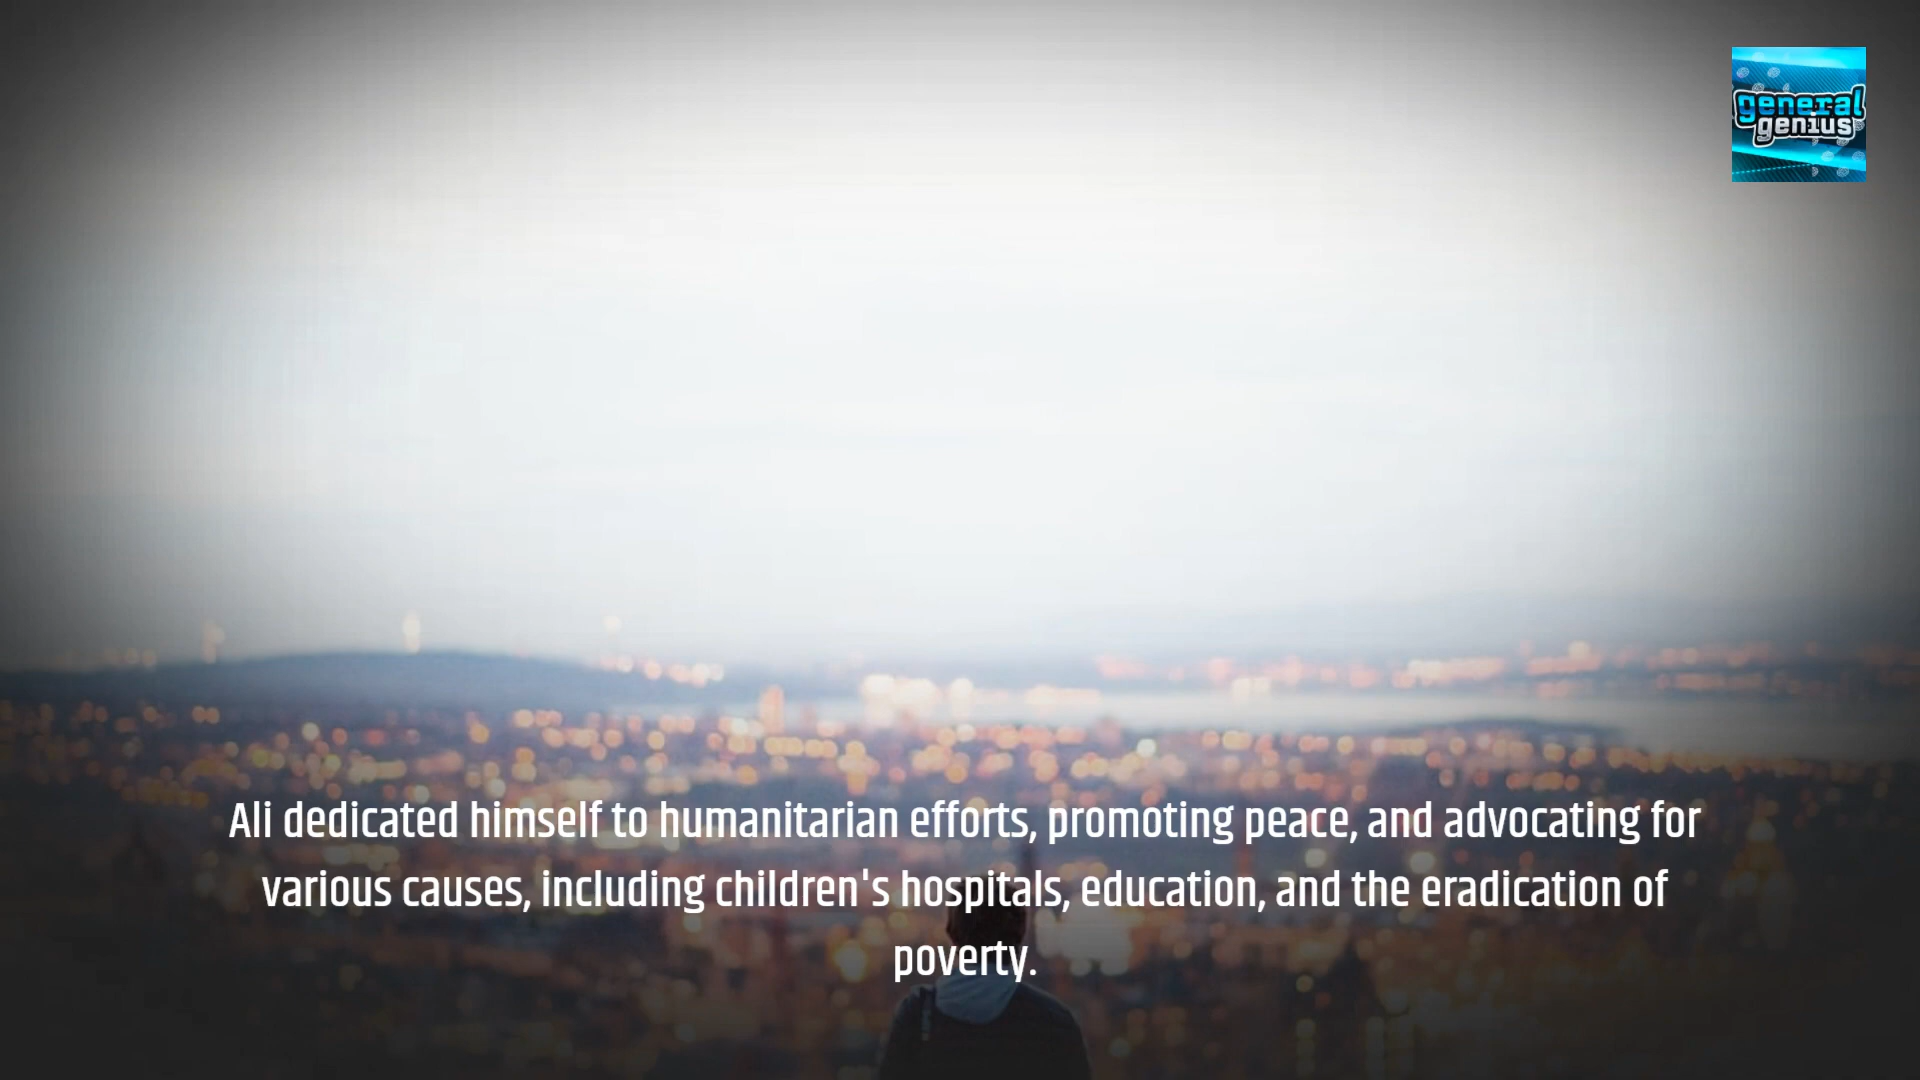 general
genius
Ali dedicated himself to humanitarian efforts, promoting peace, and advocating for
various causes, including children's hospitals, education, and the eradication of
poverty.